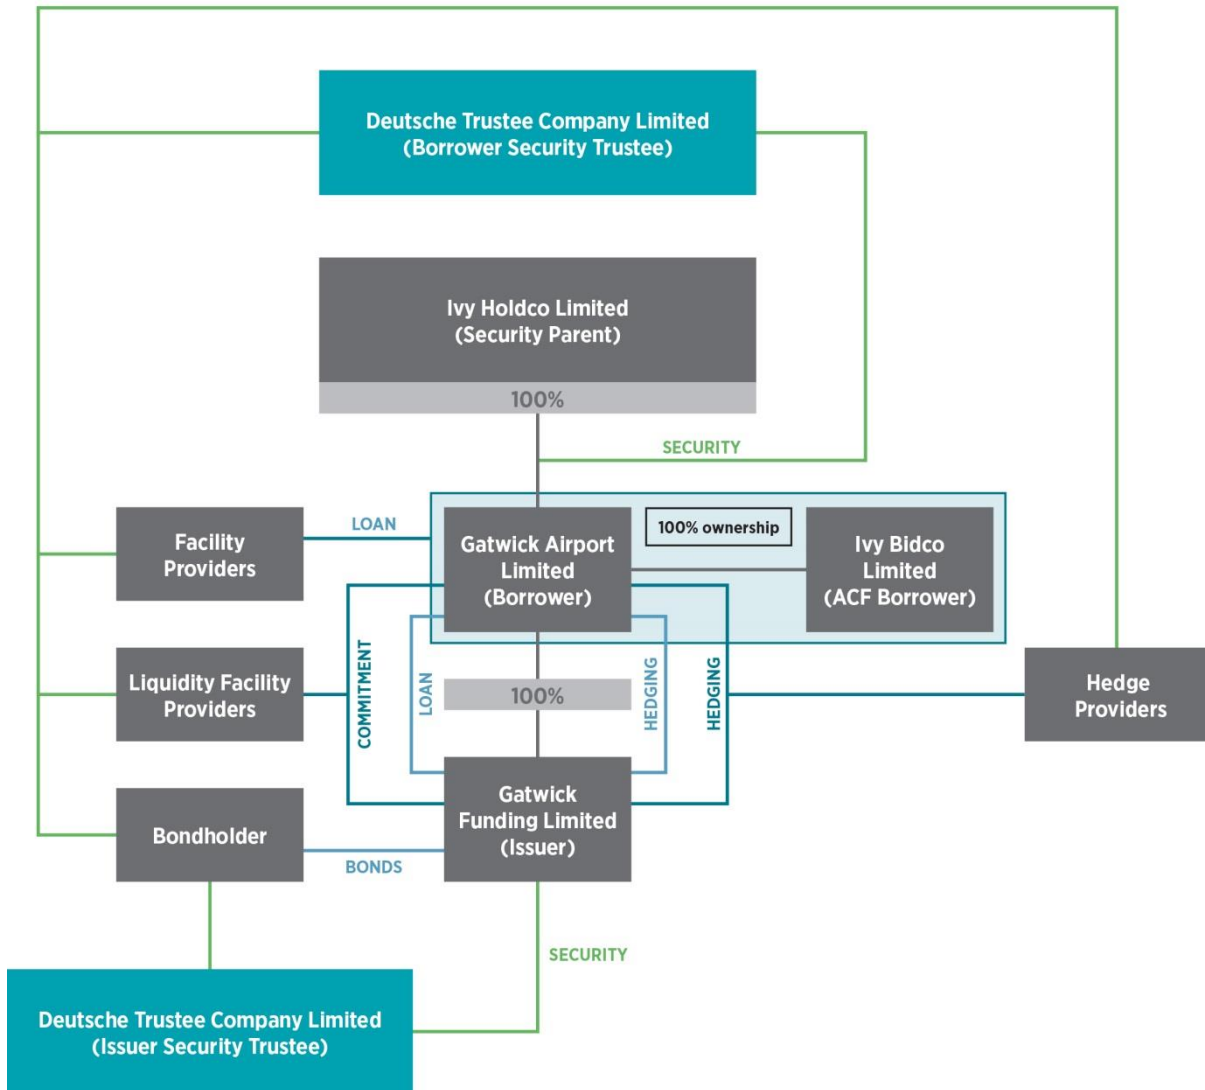 Deutsche Trustee Company Limited
(Borrower Security Trustee)
Ivy Holdco Limited
(Security Parent)
100%
SECURITY
Facility
Providers
LOAN
Gatwick Airport
Limited
(Borrower)
100% ownership
Ivy Bidco
Limited
(ACF Borrower)
Liquidity Facility
Providers
COMMITMENT
LOAN
100%
HEDGING
HEDGING
Hedge
Providers
Bondholder
BONDS
Gatwick
Funding Limited
(Issuer)
SECURITY
Deutsche Trustee Company Limited
(Issuer Security Trustee)